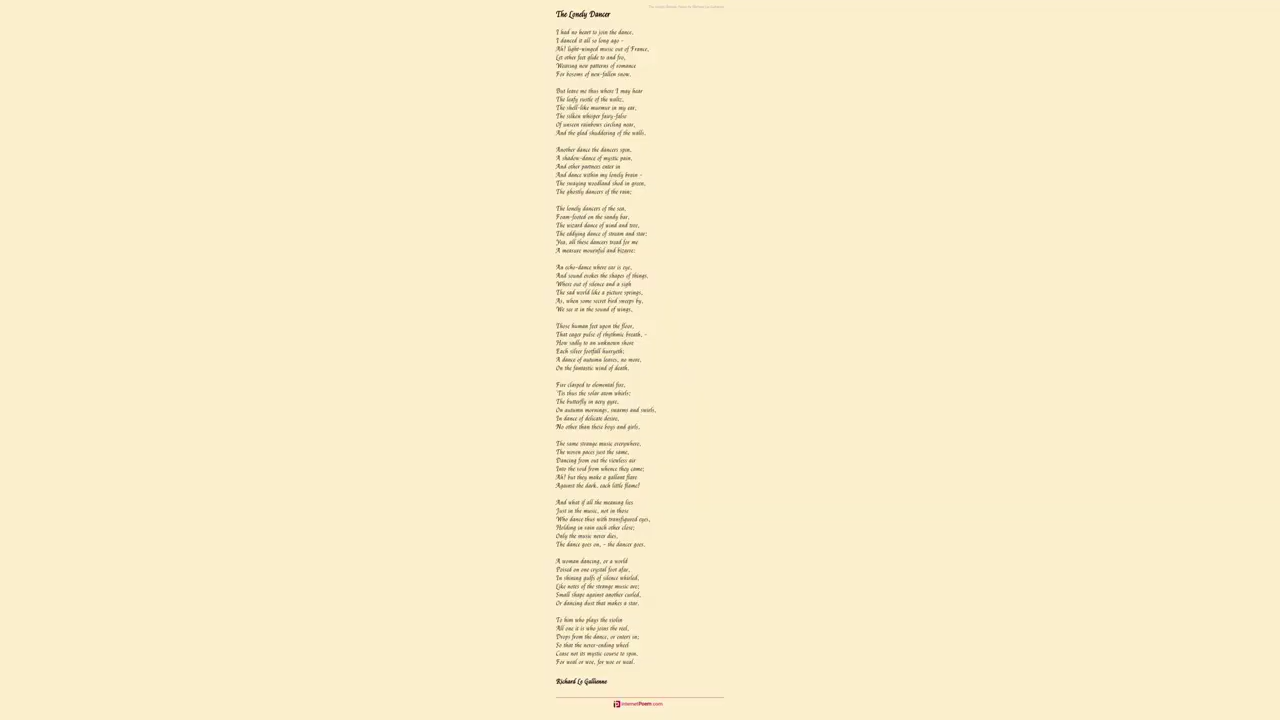 The Lonely Dancer Poem by Richard Le Gallienne
The Lonely Dancer
I had no heart to join the dance,
I danced it all so long ago -
Ah! light-winged music out of France,
Let other feet glide to and fro,
Weaving new patterns of romance
For bosoms of new-fallen snow.
But leave me thus where I may hear
The leafy rustle of the waltz,
The shell-like murmur in my ear,
The silken whisper fairy-false
Of unseen rainbows circling near,
And the glad shuddering of the walls.
Another dance the dancers spin,
A shadow-dance of mystic pain,
And other partners enter in
And dance within my lonely brain -
The swaying woodland shod in green,
The ghostly dancers of the rain;
The lonely dancers of the sea,
Foam-footed on the sandy bar,
The wizard dance of wind and tree,
The eddying dance of stream and star;
Yea, all these dancers tread for me
A measure mournful and bizarre:
An echo-dance where ear is eye,
And sound evokes the shapes of things,
Where out of silence and a sigh
The sad world like a picture springs,
As, when some secret bird sweeps by,
We see it in the sound of wings.
Those human feet upon the floor,
That eager pulse of rhythmic breath, -
How sadly to an unknown shore
Each silver footfall hurryeth;
A dance of autumn leaves, no more,
On the fantastic wind of death.
Fire clasped to elemental fire,
'Tis thus the solar atom whirls;
The butterfly in aery gyre,
On autumn mornings, swarms and swirls,
In dance of delicate desire,
No other than these boys and girls.
The same strange music everywhere,
The woven paces just the same,
Dancing from out the viewless air
Into the void from whence they came;
Ah! but they make a gallant flare
Against the dark, each little flame!
And what if all the meaning lies
Just in the music, not in those
Who dance thus with transfigured eyes,
Holding in vain each other close;
Only the music never dies,
The dance goes on, - the dancer goes.
A woman dancing, or a world
Poised on one crystal foot afar,
In shining gulfs of silence whirled,
Like notes of the strange music are;
Small shape against another curled,
Or dancing dust that makes a star.
To him who plays the violin
All one it is who joins the reel,
Drops from the dance, or enters in;
So that the never-ending wheel
Cease not its mystic course to spin,
For weal or woe, for woe or weal.
Richard Le Gallienne
InternetPoem.com